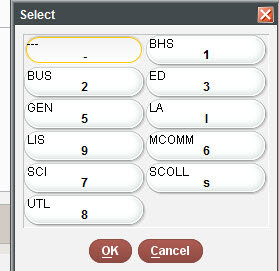 Select
--- BHS
- 1
BUS ED
2 3
GEN LA
5 l
LIS MCOMM
9 6
SCI SCOLL
7 s
UTL
8
OK Cancel